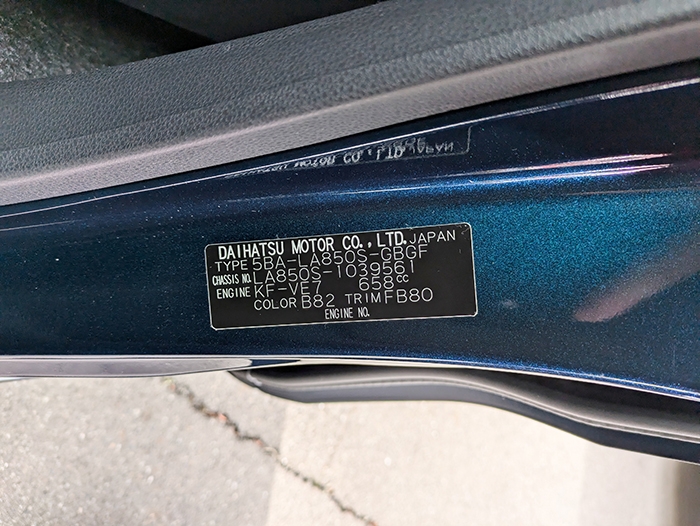 DAIHATSU MOTOR CO.,LTD. JAPAN
TYPE 5BA-LA850S-GBGF
CHASSIS NO. LA850S-1039561
ENGINE KF-VE7 658cc
COLOR B82 TRIM FB80
ENGINE NO.